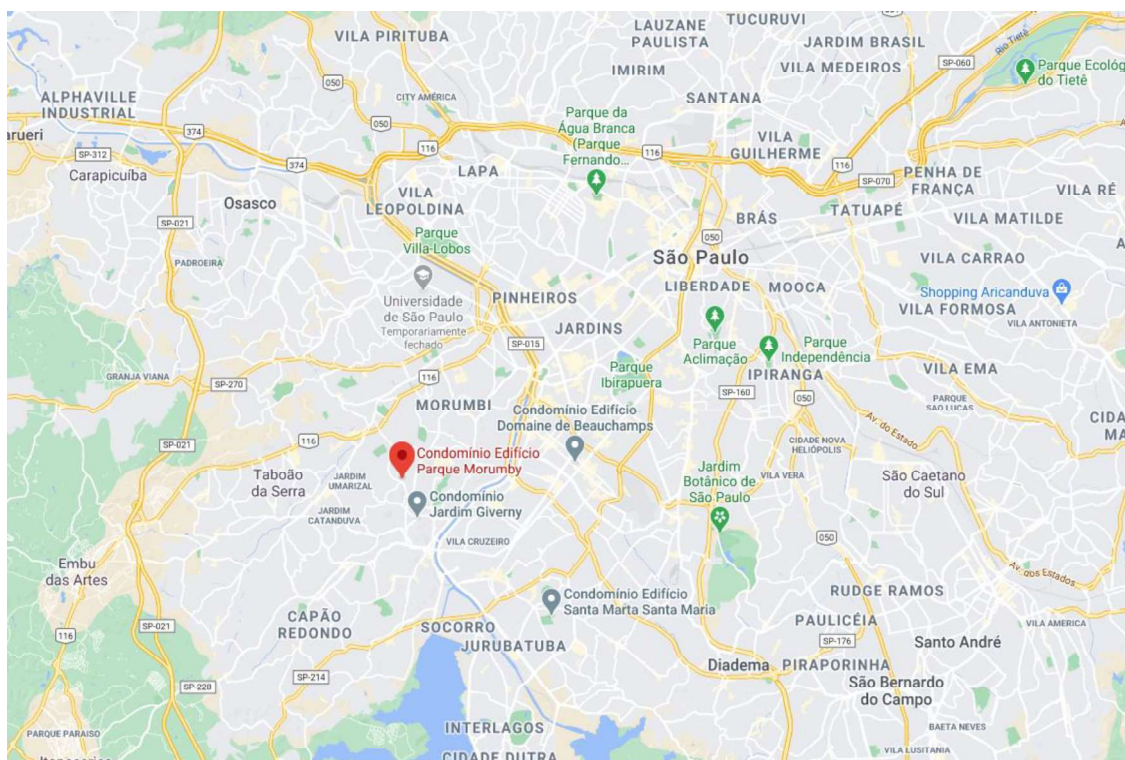 LAUZANE
PAULISTA
TUCURUVI
VILA PIRITUBA
JARDIM BRASIL
Rio Tietê
SP-060
VILA MEDEIROS
Parque Ecológ
do Tietê
IMIRIM
050
ALPHAVILLE
INDUSTRIAL
CITY AMÉRICA
SANTANA
Parque da
Água Branca
(Parque
Fernando...
050
arueri
374
116
116
VILA
GUILHERME
116
SP-312
374
Carapicuíba
LAPA
SP-070
PENHA DE
FRANÇA
VILA RÉ
VILA
LEOPOLDINA
Osasco
SP-021
BRÁS
TATUAPÉ
VILA MATILDE
Parque
Villa-Lobos
050
São Paulo
PADROEIRA
VILA CARRAO
Universidade
de São Paulo
Temporariamente
fechado
PINHEIROS
LIBERDADE
MOOCA
Shopping Aricanduva
VILA FORMOSA
VILA ANTONIETA
JARDINS
SP-015
Parque
Aclimação
Parque
Independência
Parque
Ibirapuera
IPIRANGA
VILA EMA
GRANJA VIANA
SP-270
116
SP-160
MORUMBI
Condomínio Edifício
Domaine de Beauchamps
050
PARQUE
SAO LUCAS
CIDA
MA
Av. do Estado
SP-021
116
CIDADE NOVA
HELIÓPOLIS
Condomínio Edifício
Parque Morumby
Taboão
da Serra
JARDIM
UMARIZAL
Jardim
Botânico de
São Paulo
VILA VERA
São Caetano
do Sul
Condomínio
Jardim Giverny
JARDIM
CATANDUVA
VILA CRUZEIRO
050
Embu
das Artes
Av. dos Estados
Condomínio Edifício
Santa Marta Santa Maria
RUDGE RAMOS
CAPÃO
REDONDO
SOCORRO
PAULICÉIA
VILA AMERICA
116
SP-021
JURUBATUBA
SP-176
Santo André
Diadema
PIRAPORINHA
SP-214
São Bernardo
do Campo
INTERLAGOS
BAETA NEVES
PARQUE PARAISO
VILA LUSITANIA
CIDADE DUTRA